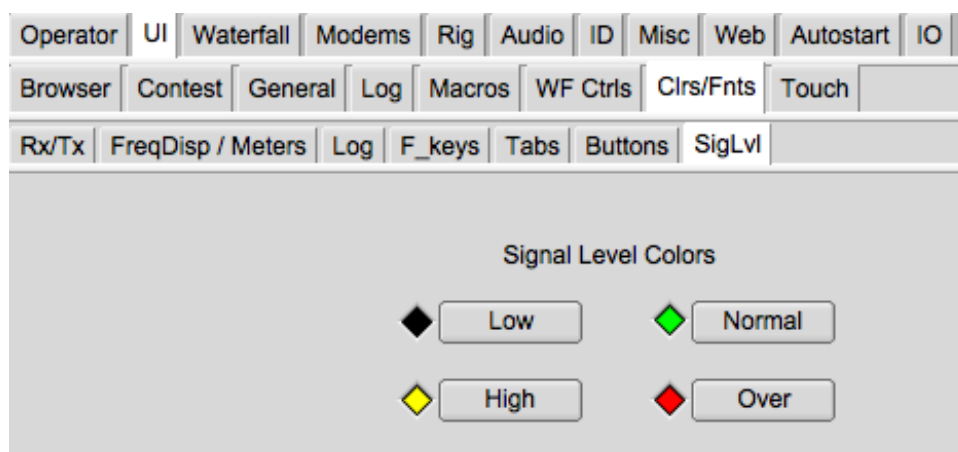 Operator UI Waterfall Modems Rig Audio ID Misc Web Autostart IO
Browser Contest General Log Macros WF Ctrls Clrs/Fnts Touch
Rx/Tx FreqDisp / Meters Log F_keys Tabs Buttons SigLvl
Signal Level Colors
Low Normal
High Over